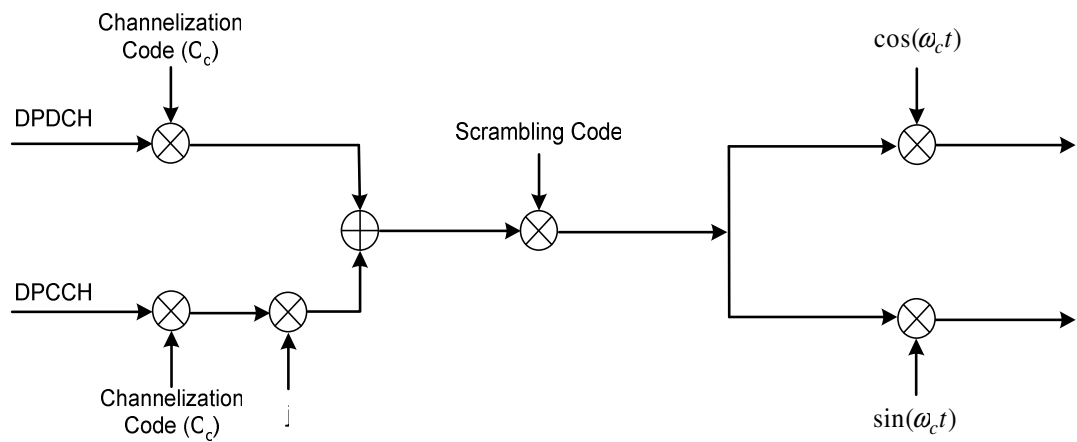 Channelization
Code (Cc)
cos(ωct)
DPDCH
Scrambling Code
DPCCH
Channelization
Code (Cc)
j
sin(ωct)